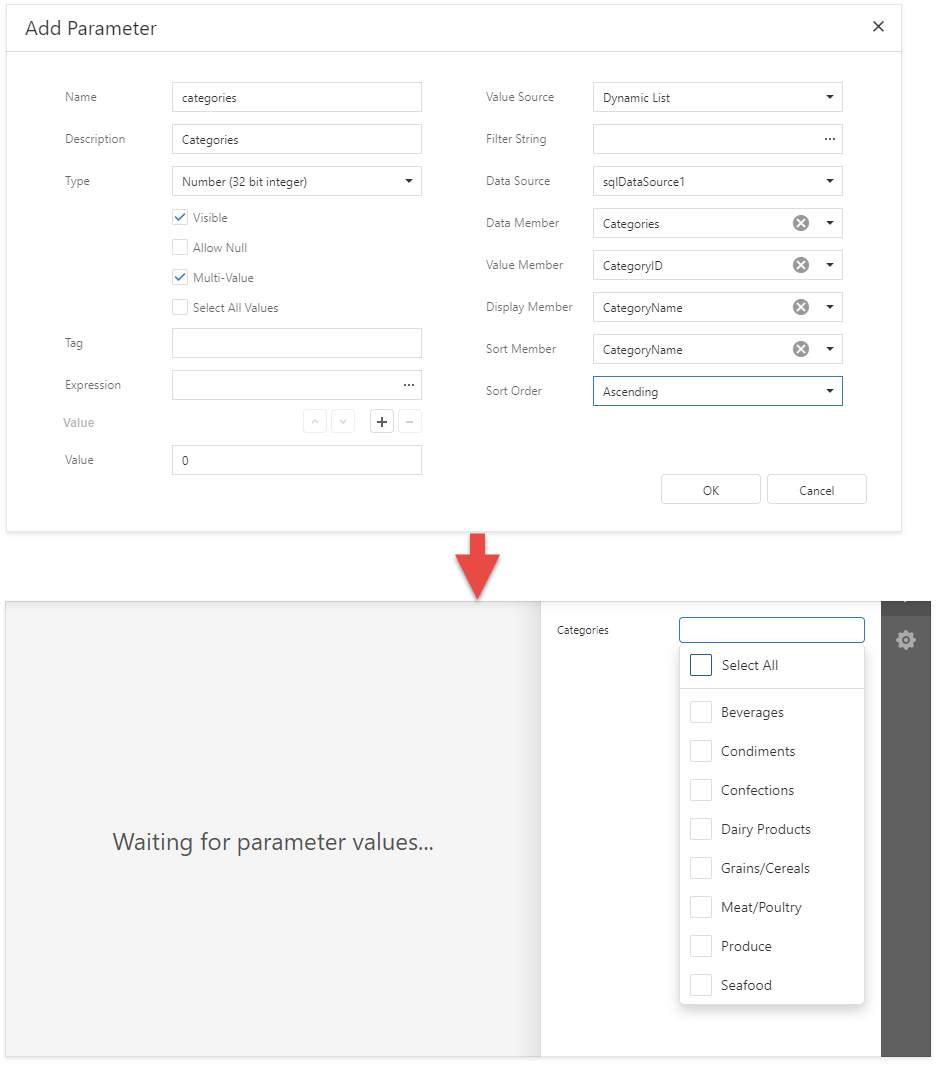 Add Parameter
Name
categories
Description
Categories
Type
Number (32 bit integer)
Visible
Allow Null
Multi-Value
Select All Values
Tag
Expression
...
Value
Value
0
Value Source
Dynamic List
Filter String
...
Data Source
sqlDataSource1
Data Member
Categories
Value Member
CategoryID
Display Member
CategoryName
Sort Member
CategoryName
Sort Order
Ascending
OK
Cancel
Waiting for parameter values...
Categories
Select All
Beverages
Condiments
Confections
Dairy Products
Grains/Cereals
Meat/Poultry
Produce
Seafood